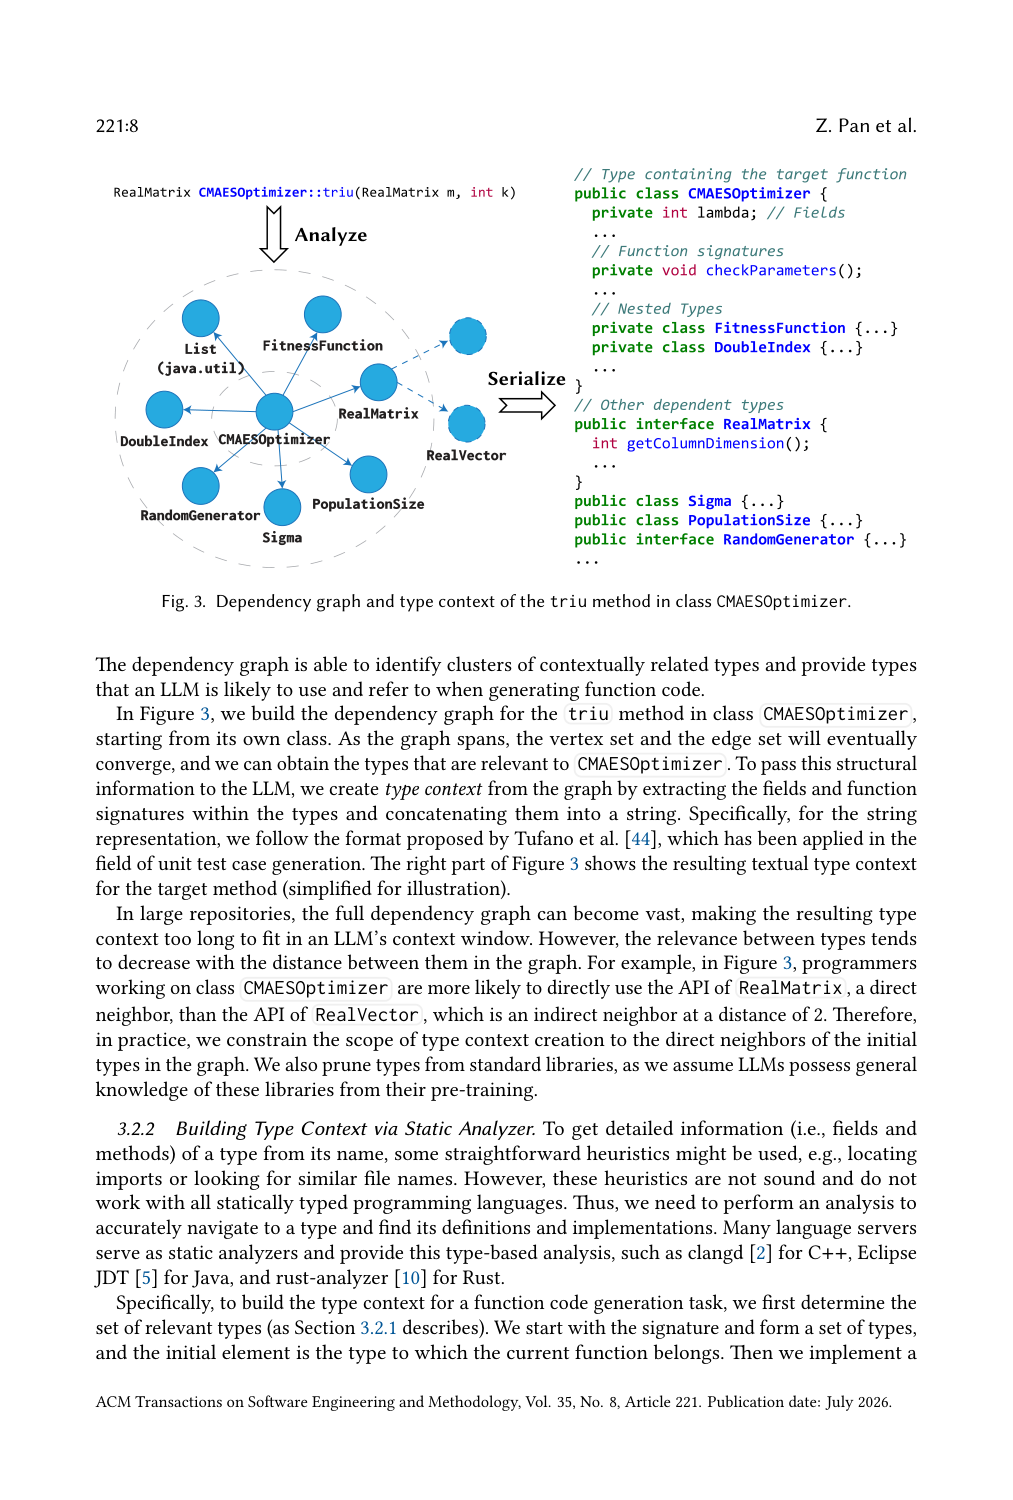 221:8
Z. Pan et al.
RealMatrix CMAESOptimizer::triu(RealMatrix m, int k)
Analyze
List
(java.util)
FitnessFunction
RealMatrix
DoubleIndex
CMAESOptimizer
RealVector
PopulationSize
RandomGenerator
Sigma
Serialize
// Type containing the target function
public class CMAESOptimizer {
private int lambda; // Fields
...
// Function signatures
private void checkParameters();
...
// Nested Types
private class FitnessFunction {...}
private class DoubleIndex {...}
...
}
// Other dependent types
public interface RealMatrix {
int getColumnDimension();
...
}
public class Sigma {...}
public class PopulationSize {...}
public interface RandomGenerator {...}
...
Fig. 3. Dependency graph and type context of the triu method in class CMAESOptimizer.
The dependency graph is able to identify clusters of contextually related types and provide types
that an LLM is likely to use and refer to when generating function code.
In Figure 3, we build the dependency graph for the triu method in class CMAESOptimizer,
starting from its own class. As the graph spans, the vertex set and the edge set will eventually
converge, and we can obtain the types that are relevant to CMAESOptimizer. To pass this structural
information to the LLM, we create type context from the graph by extracting the fields and function
signatures within the types and concatenating them into a string. Specifically, for the string
representation, we follow the format proposed by Tufano et al. [44], which has been applied in the
field of unit test case generation. The right part of Figure 3 shows the resulting textual type context
for the target method (simplified for illustration).
In large repositories, the full dependency graph can become vast, making the resulting type
context too long to fit in an LLM's context window. However, the relevance between types tends
to decrease with the distance between them in the graph. For example, in Figure 3, programmers
working on class CMAESOptimizer are more likely to directly use the API of RealMatrix, a direct
neighbor, than the API of RealVector, which is an indirect neighbor at a distance of 2. Therefore,
in practice, we constrain the scope of type context creation to the direct neighbors of the initial
types in the graph. We also prune types from standard libraries, as we assume LLMs possess general
knowledge of these libraries from their pre-training.
3.2.2 Building Type Context via Static Analyzer. To get detailed information (i.e., fields and
methods) of a type from its name, some straightforward heuristics might be used, e.g., locating
imports or looking for similar file names. However, these heuristics are not sound and do not
work with all statically typed programming languages. Thus, we need to perform an analysis to
accurately navigate to a type and find its definitions and implementations. Many language servers
serve as static analyzers and provide this type-based analysis, such as clangd [2] for C++, Eclipse
JDT [5] for Java, and rust-analyzer [10] for Rust.
Specifically, to build the type context for a function code generation task, we first determine the
set of relevant types (as Section 3.2.1 describes). We start with the signature and form a set of types,
and the initial element is the type to which the current function belongs. Then we implement a
ACM Transactions on Software Engineering and Methodology, Vol. 35, No. 8, Article 221. Publication date: July 2026.